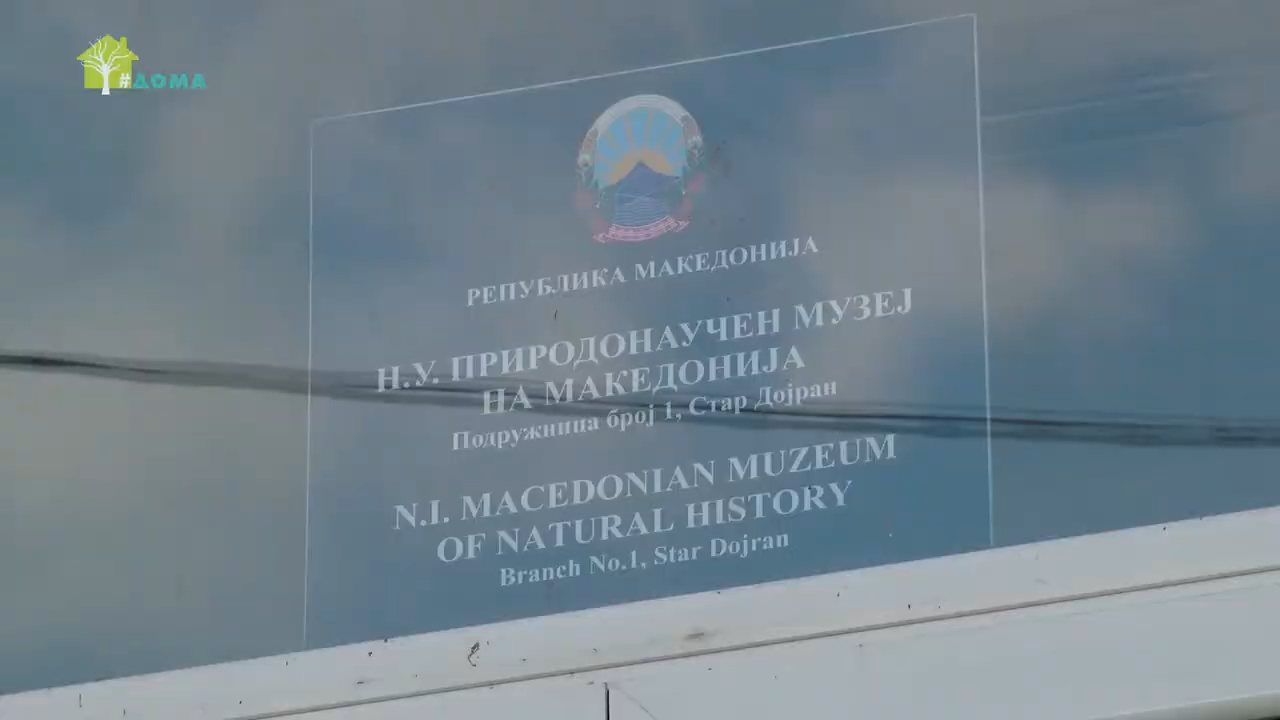 #ДОМА
РЕПУБЛИКА МАКЕДОНИЈА
Н.У. ПРИРОДОНАУЧЕН МУЗЕЈ
НА МАКЕДОНИЈА
Подружница број 1, Стар Дојран
N.I. MACEDONIAN MUZEUM
OF NATURAL HISTORY
Branch No.1, Star Dojran